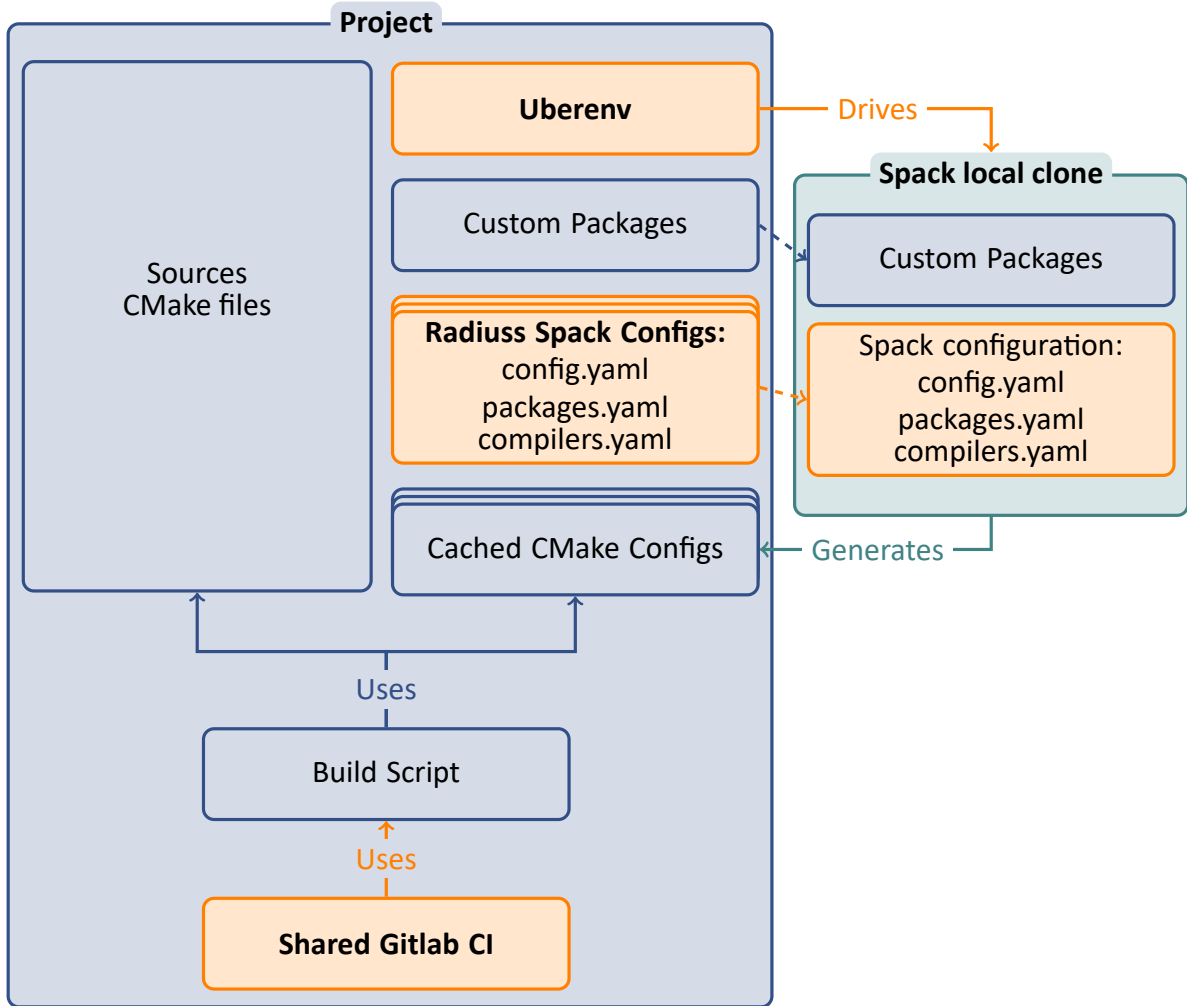 Project
Sources
CMake files
Uberenv
Drives
Custom Packages
Radiuss Spack Configs:
config.yaml
packages.yaml
compilers.yaml
Cached CMake Configs
Spack local clone
Custom Packages
Spack configuration:
config.yaml
packages.yaml
compilers.yaml
Generates
Uses
Build Script
Uses
Shared Gitlab CI